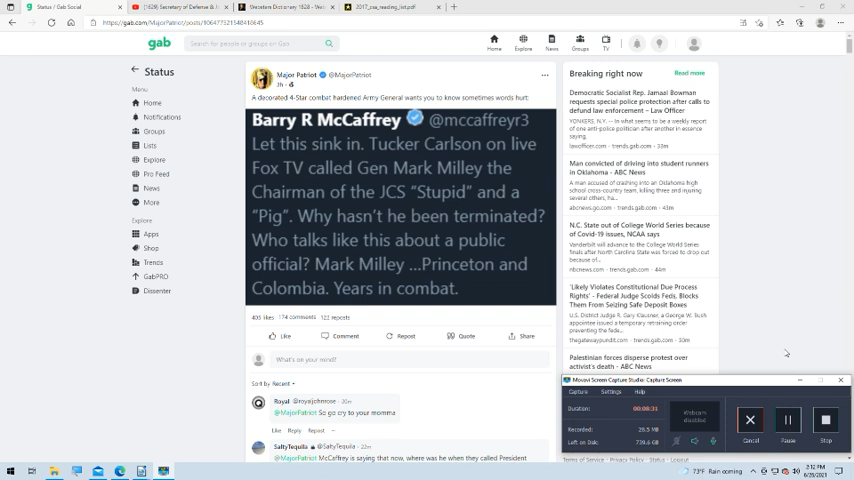 Status / Gab Social
(1629) Secretary of Defense & J
Websters Dictionary 1828 - Web
2017_csa_reading_list.pdf
https://gab.com/MajorPatriot/posts/106477521548418645
gab
Search for people or groups on Gab
Home
Explore
News
Groups
TV
Status
Menu
Home
Notifications
Groups
Lists
Explore
Pro Feed
News
More
Explore
Apps
Shop
Trends
GabPRO
Dissenter
Major Patriot @MajorPatriot
3h
A decorated 4-Star combat hardened Army General wants you to know sometimes words hurt:
Barry R McCaffrey @mccaffreyr3
Let this sink in. Tucker Carlson on live
Fox TV called Gen Mark Milley the
Chairman of the JCS “Stupid” and a
“Pig”. Why hasn't he been terminated?
Who talks like this about a public
official? Mark Milley ...Princeton and
Colombia. Years in combat.
174 comments 122 reposts
Like
Comment
Repost
Quote
Share
What's on your mind?
Sort by Recent
Royal @royaljohnrose · 20m
@MajorPatriot So go cry to your momma
Like Reply Repost
SaltyTequila @SaltyTequila · 22m
@MajorPatriot McCaffrey is saying that now, where was he when they called President
Breaking right now
Read more
Democratic Socialist Rep. Jamaal Bowman
requests special police protection after calls to
defund law enforcement – Law Officer
YONKERS, N.Y. -- In what seems to be a weekly report
of one anti-police politician after another in essence
saying,
lawofficer.com · trends.gab.com · 33m
Man convicted of driving into student runners
in Oklahoma - ABC News
A man accused of crashing into an Oklahoma high
school cross-country team, killing three and injuring
several others, ha...
abcnews.go.com · trends.gab.com · 43m
N.C. State out of College World Series because
of Covid-19 issues, NCAA says
Vanderbilt will advance to the College World Series
finals after North Carolina State was forced to drop out
because of...
nbcnews.com · trends.gab.com · 44m
'Likely Violates Constitutional Due Process
Rights' - Federal Judge Scolds Feds, Blocks
Them From Seizing Safe Deposit Boxes
U.S. District Judge R. Gary Klausner, a George W. Bush
appointee issued a temporary retraining order
preventing the fede...
thegatewaypundit.com · trends.gab.com · 30m
Palestinian forces disperse protest over
activist's death - ABC News
Movavi Screen Capture Studio: Capture Screen
Capture Settings Help
Duration: 00:08:31
Recorded: 26.5 MB
Left on Disk: 739.6 GB
Webcam
disabled
Cancel
Pause
Stop
Terms of Service · Privacy Policy · Status · Logout
73°F Rain coming
3:12 PM
6/26/2021